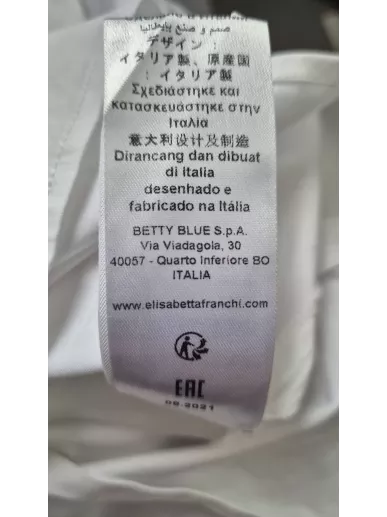 صمم و صنع بإيطاليا
デザイン :
イタリア製、原産国
: イタリア製
Σχεδιάστηκε και
κατασκευάστηκε στην
Ιταλία
意大利设计及制造
Dirancang dan dibuat
di italia
desenhado e
fabricado na Itália
BETTY BLUE S.p.A.
Via Viadagola, 30
40057 - Quarto Inferiore BO
ITALIA
www.elisabettafranchi.com
EAC
09.2021